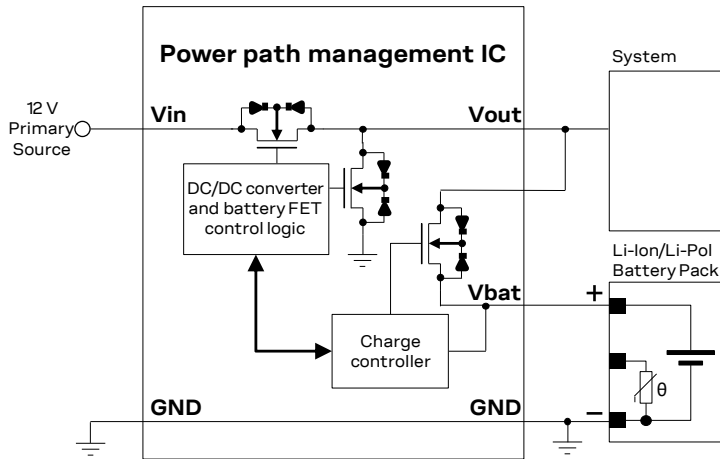 Power path management IC
System
12 V
Primary
Source
Vin
Vout
DC/DC converter
and battery FET
control logic
Li-Ion/Li-Pol
Battery Pack
Vbat
+
Charge
controller
θ
GND
GND
−